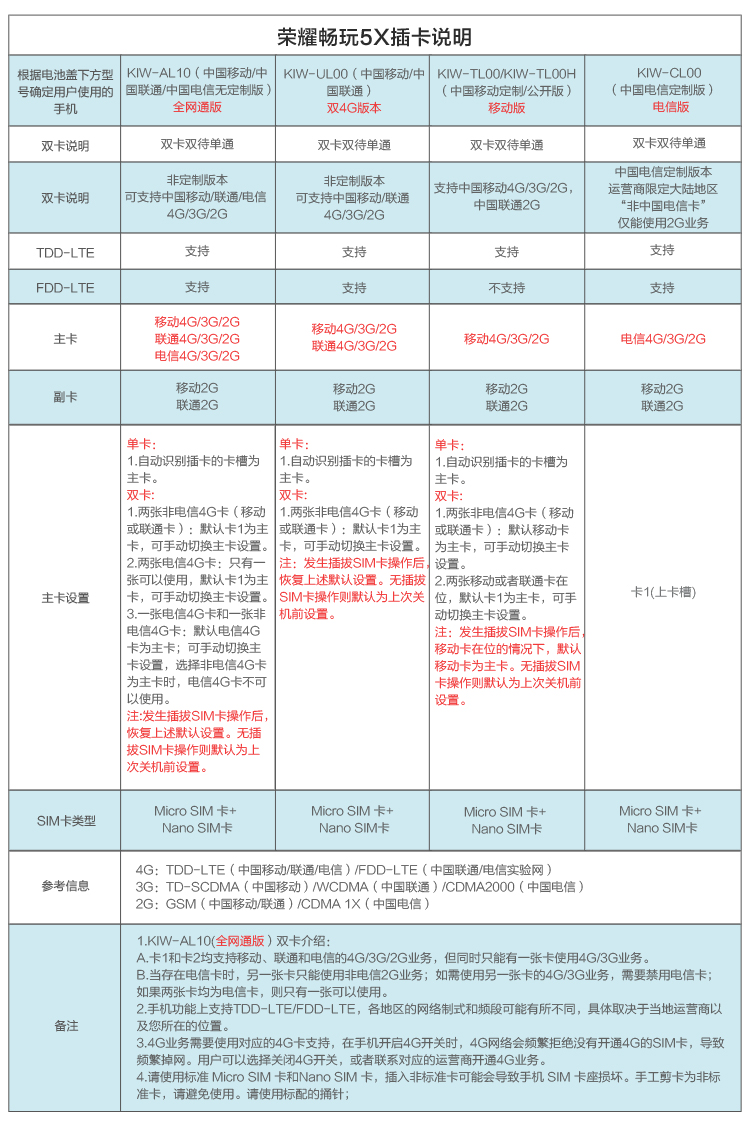 荣耀畅玩5X插卡说明
根据电池盖下方型
号确定用户使用的
手机
KIW-AL10（中国移动/中
国联通/中国电信无定制版）
全网通版
KIW-UL00（中国移动/中
国联通）
双4G版本
KIW-TL00/KIW-TL00H
（中国移动定制/公开版）
移动版
KIW-CL00
（中国电信定制版）
电信版
双卡说明
双卡双待单通
双卡双待单通
双卡双待单通
双卡双待单通
双卡说明
非定制版本
可支持中国移动/联通/电信
4G/3G/2G
非定制版本
可支持中国移动/联通
4G/3G/2G
支持中国移动4G/3G/2G，
中国联通2G
中国电信定制版本
运营商限定大陆地区
“非中国电信卡”
仅能使用2G业务
TDD-LTE
支持
支持
支持
支持
FDD-LTE
支持
支持
不支持
支持
主卡
移动4G/3G/2G
联通4G/3G/2G
电信4G/3G/2G
移动4G/3G/2G
联通4G/3G/2G
移动4G/3G/2G
电信4G/3G/2G
副卡
移动2G
联通2G
移动2G
联通2G
移动2G
联通2G
移动2G
联通2G
主卡设置
单卡：
1.自动识别插卡的卡槽为
主卡。
双卡:
1.两张非电信4G卡（移动
或联通卡）：默认卡1为主
卡，可手动切换主卡设置。
2.两张电信4G卡：只有一
张可以使用，默认卡1为主
卡，可手动切换主卡设置。
3.一张电信4G卡和一张非
电信4G卡：默认电信4G
卡为主卡；可手动切换主
卡设置，选择非电信4G卡
为主卡时，电信4G卡不可
以使用。
注:发生插拔SIM卡操作后，
恢复上述默认设置。无插
拔SIM卡操作则默认为上
次关机前设置。
单卡：
1.自动识别插卡的卡槽为
主卡。
双卡：
1.两张非电信4G卡（移动
或联通卡）：默认卡1为主
卡，可手动切换主卡设置。
注：发生插拔SIM卡操作后，
恢复上述默认设置。无插拔
SIM卡操作则默认为上次关
机前设置。
单卡：
1.自动识别插卡的卡槽为
主卡。
双卡：
1.两张非电信4G卡（移动
或联通卡）：默认移动卡
为主卡，可手动切换主卡
设置。
2.两张移动或者联通卡在
位，默认卡1为主卡，可手
动切换主卡设置。
注：发生插拔SIM卡操作后，
移动卡在位的情况下，默认
移动卡为主卡。无插拔SIM
卡操作则默认为上次关机前
设置。
卡1(上卡槽)
SIM卡类型
Micro SIM 卡+
Nano SIM卡
Micro SIM 卡+
Nano SIM卡
Micro SIM 卡+
Nano SIM卡
Micro SIM 卡+
Nano SIM卡
参考信息
4G：TDD-LTE（中国移动/联通/电信）/FDD-LTE（中国联通/电信实验网）
3G：TD-SCDMA（中国移动）/WCDMA（中国联通）/CDMA2000（中国电信）
2G：GSM（中国移动/联通）/CDMA 1X（中国电信）
备注
1.KIW-AL10(全网通版）双卡介绍：
A.卡1和卡2均支持移动、联通和电信的4G/3G/2G业务，但同时只能有一张卡使用4G/3G业务。
B.当存在电信卡时，另一张卡只能使用非电信2G业务；如需使用另一张卡的4G/3G业务，需要禁用电信卡；
如果两张卡均为电信卡，则只有一张可以使用。
2.手机功能上支持TDD-LTE/FDD-LTE，各地区的网络制式和频段可能有所不同，具体取决于当地运营商以
及您所在的位置。
3.4G业务需要使用对应的4G卡支持，在手机开启4G开关时，4G网络会频繁拒绝没有开通4G的SIM卡，导致
频繁掉网。用户可以选择关闭4G开关，或者联系对应的运营商开通4G业务。
4.请使用标准 Micro SIM 卡和Nano SIM 卡，插入非标准卡可能会导致手机 SIM 卡座损坏。手工剪卡为非标
准卡，请避免使用。请使用标配的捅针；